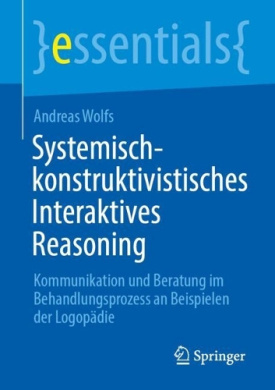 }essentials{
Andreas Wolfs
Systemisch-
konstruktivistisches
Interaktives
Reasoning
Kommunikation und Beratung im
Behandlungsprozess an Beispielen
der Logopädie
Springer